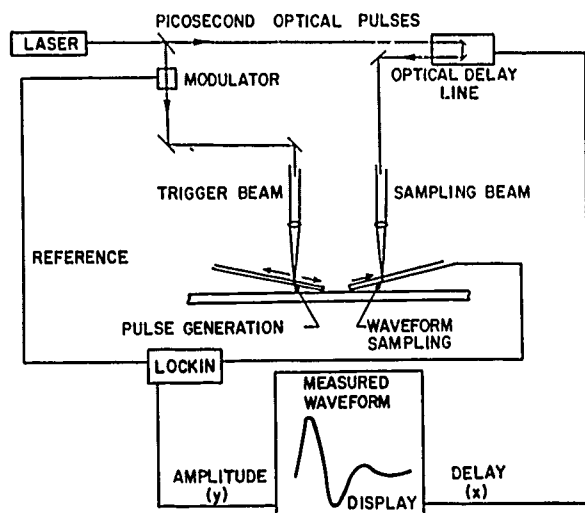 PICOSECOND OPTICAL PULSES
LASER
MODULATOR
OPTICAL DELAY
LINE
TRIGGER BEAM
SAMPLING BEAM
REFERENCE
PULSE GENERATION
WAVEFORM
SAMPLING
LOCKIN
MEASURED
WAVEFORM
AMPLITUDE
(y)
DELAY
(x)
DISPLAY